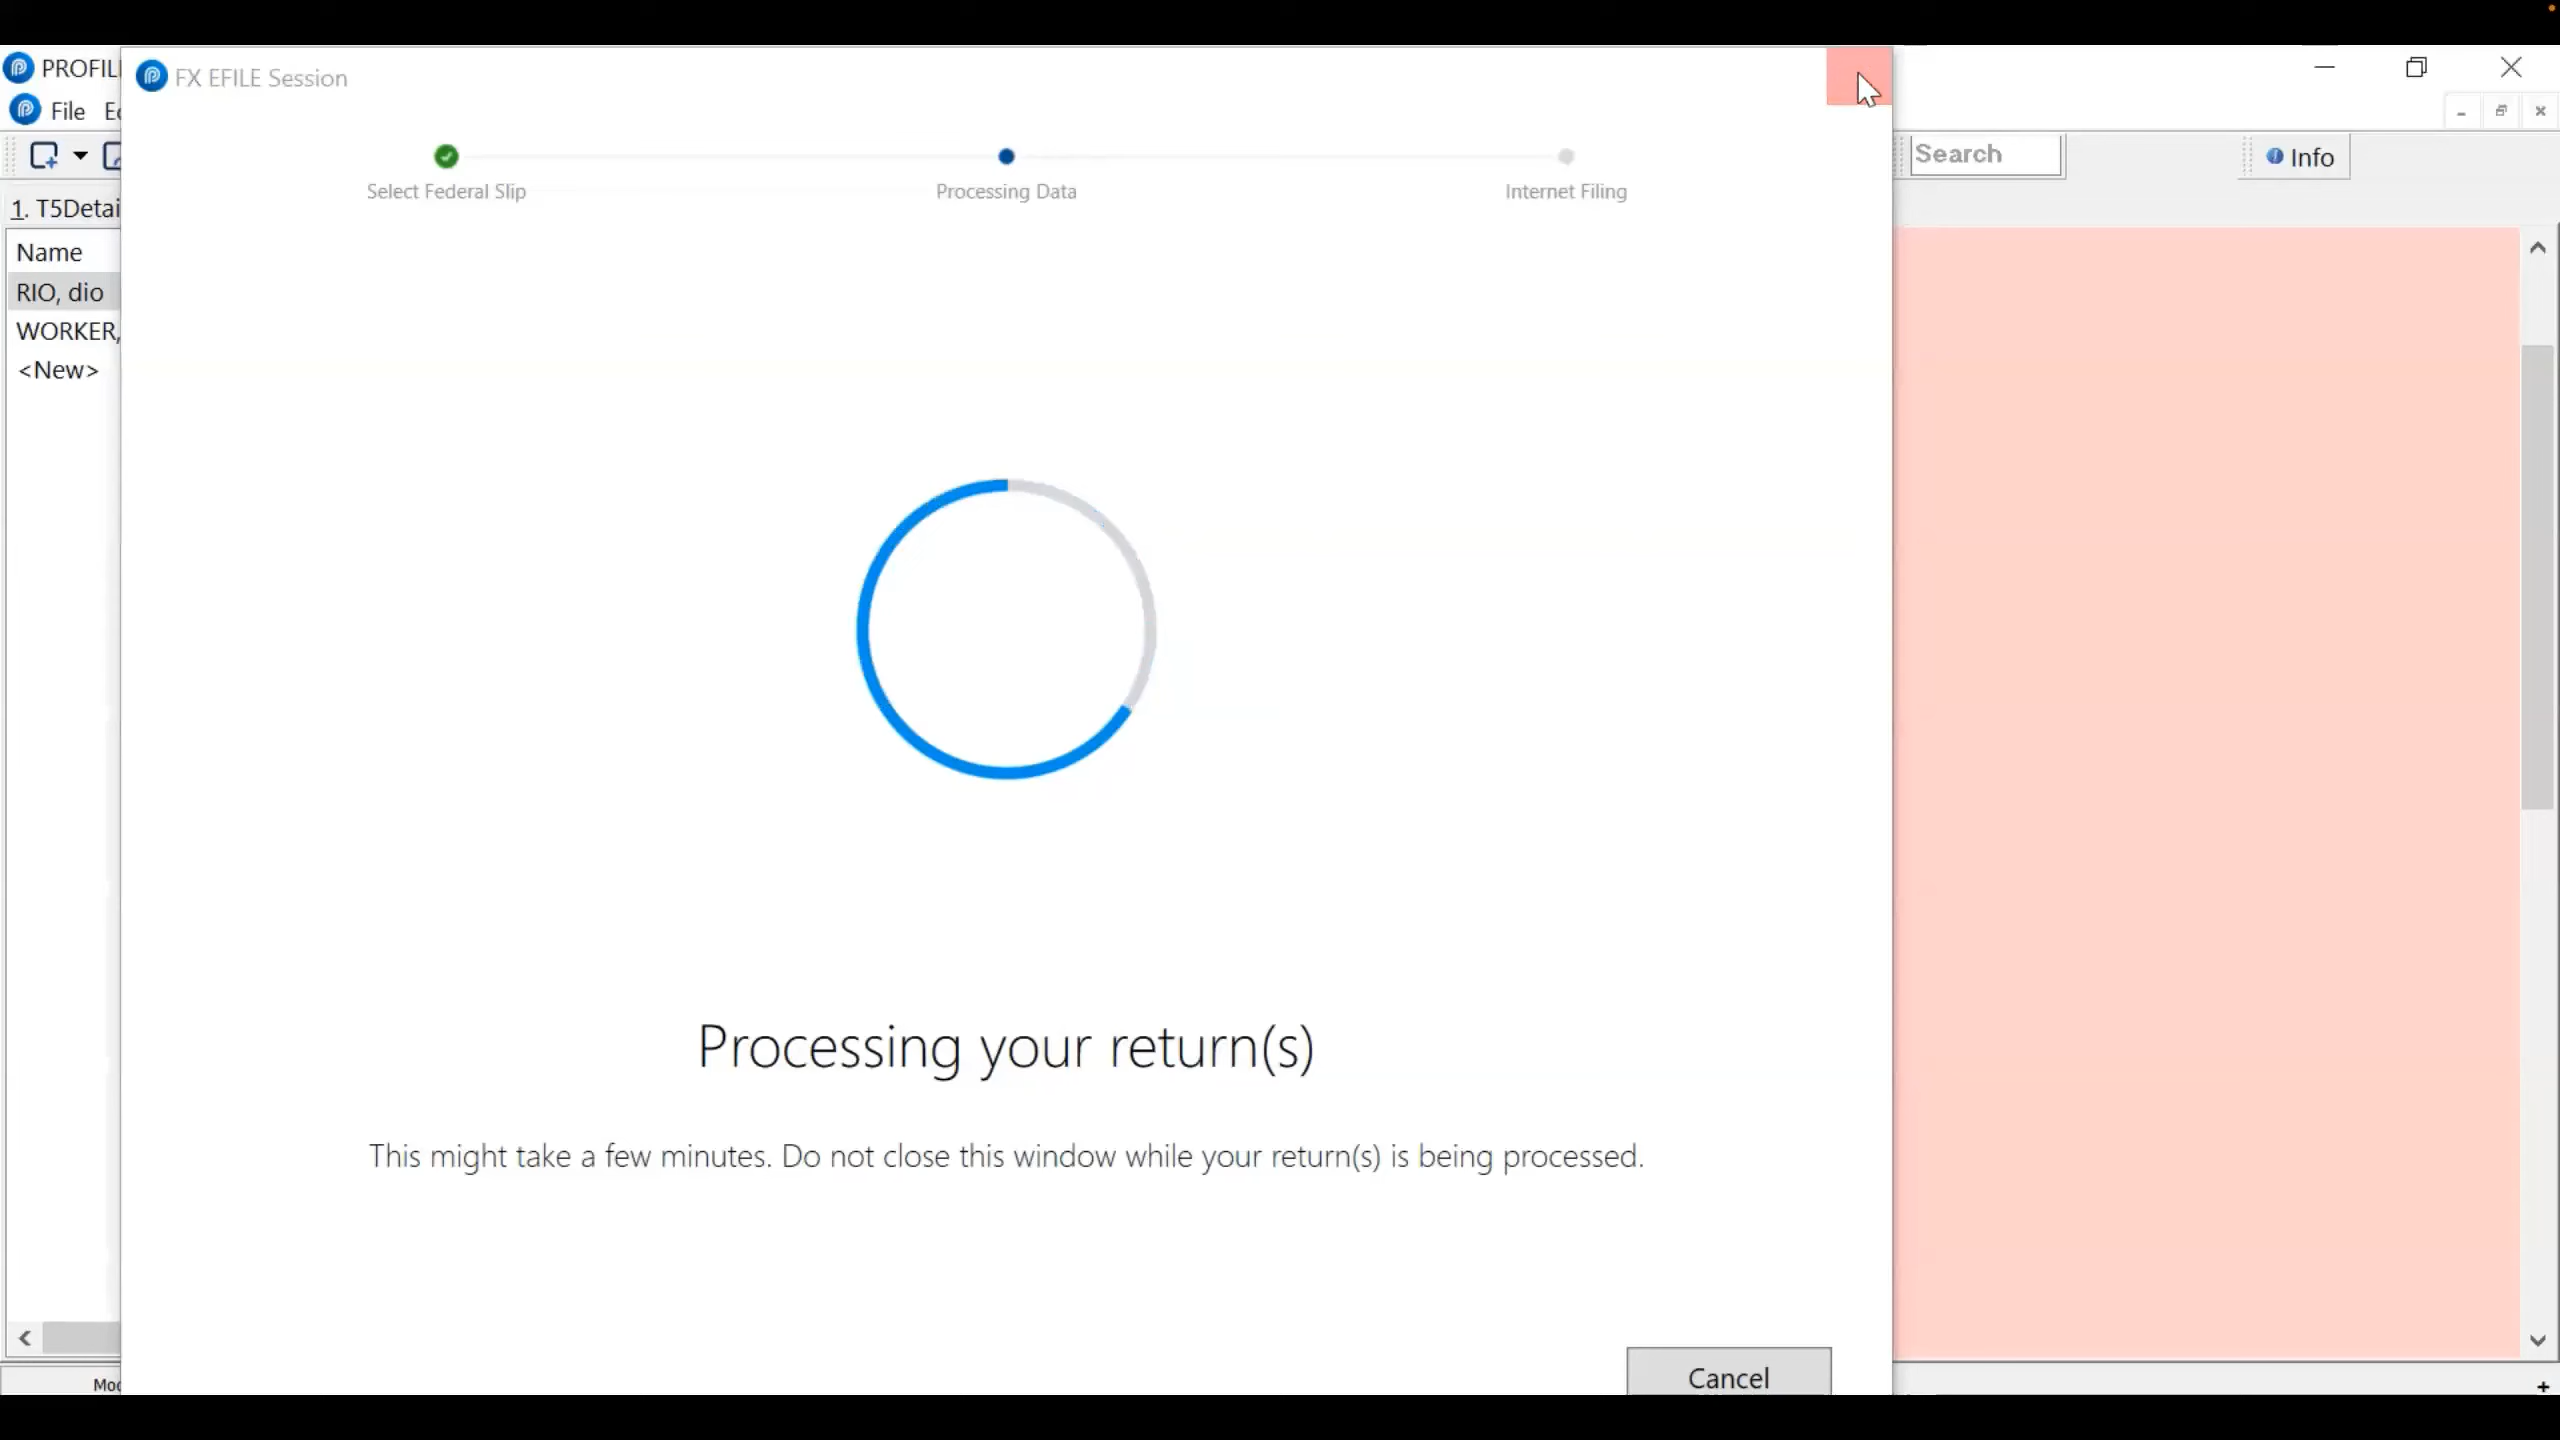 PROFIL
FX EFILE Session
File
Search
Info
Select Federal Slip
Processing Data
Internet Filing
1. T5Detai
Name
RIO, dio
WORKER,
<New>
Processing your return(s)
This might take a few minutes. Do not close this window while your return(s) is being processed.
Cancel